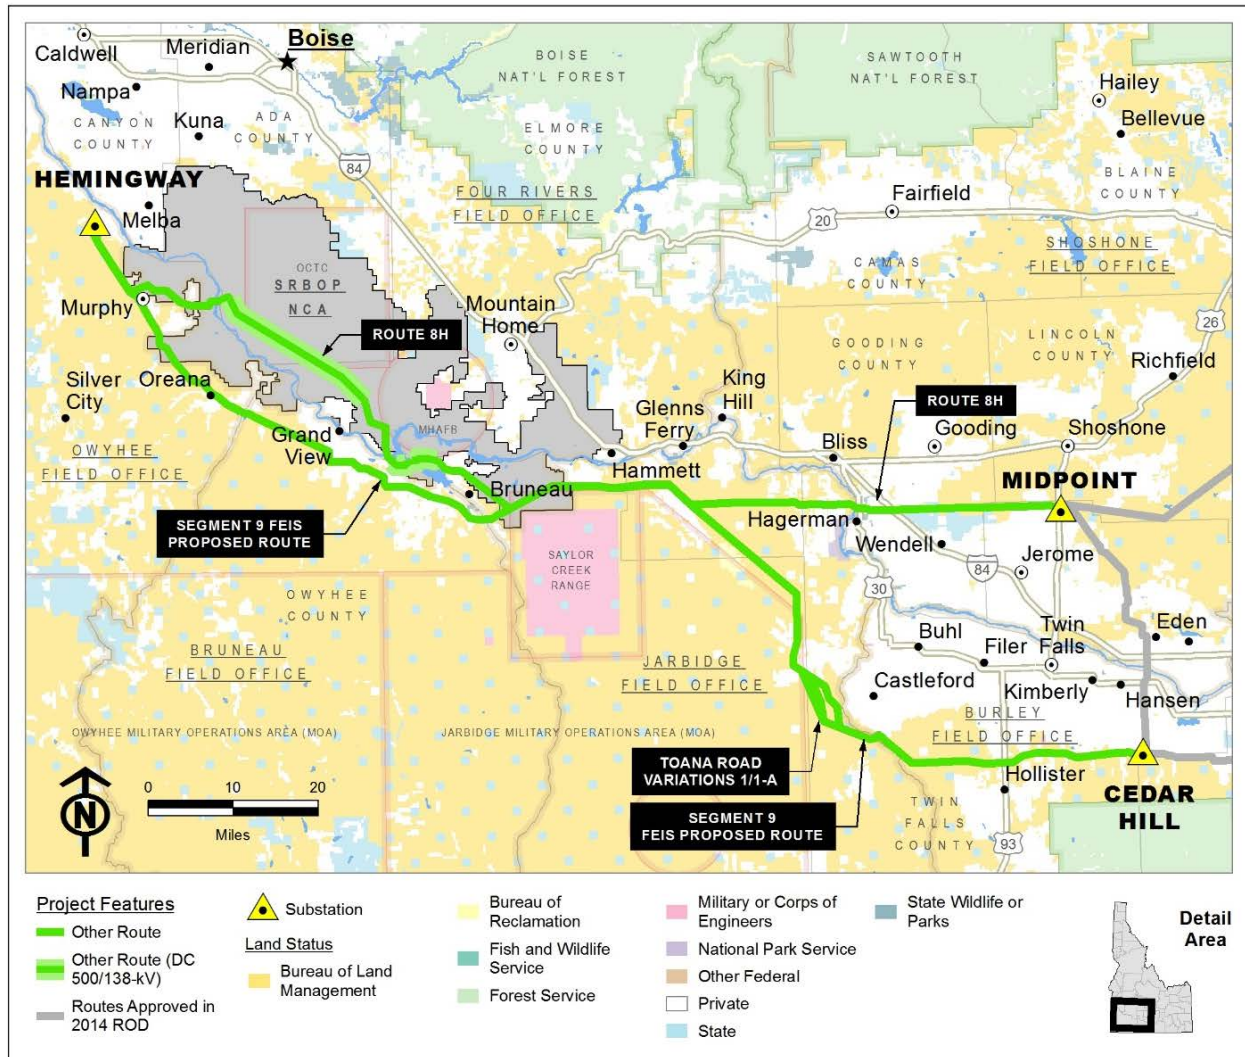 Boise
Meridian
Caldwell
Nampa
CANYON
COUNTY
Kuna
ADA
COUNTY
84
BOISE
NAT'L FOREST
SAWTOOTH
NAT'L FOREST
ELMORE
COUNTY
Hailey
Bellevue
BLAINE
COUNTY
HEMINGWAY
Melba
FOUR RIVERS
FIELD OFFICE
Fairfield
20
SHOSHONE
FIELD OFFICE
CAMAS
COUNTY
OCTC
SRBOP
NCA
Murphy
Mountain
Home
ROUTE 8H
GOODING
COUNTY
LINCOLN
COUNTY
26
Richfield
Silver
City
Oreana
King
Hill
ROUTE 8H
Glenns
Ferry
Gooding
Shoshone
Bliss
OWYHEE
FIELD OFFICE
Grand
View
MHAFB
Hammett
MIDPOINT
Bruneau
SEGMENT 9 FEIS
PROPOSED ROUTE
Hagerman
Wendell
Jerome
84
SAYLOR
CREEK
RANGE
30
OWYHEE
COUNTY
BRUNEAU
FIELD OFFICE
JARBIDGE
FIELD OFFICE
Buhl
Filer
Twin
Falls
Eden
Kimberly
Hansen
Castleford
BURLEY
FIELD OFFICE
OWYHEE MILITARY OPERATIONS AREA (MOA)
JARBIDGE MILITARY OPERATIONS AREA (MOA)
TOANA ROAD
VARIATIONS 1/1-A
Hollister
CEDAR
HILL
SEGMENT 9
FEIS PROPOSED ROUTE
TWIN
FALLS
COUNTY
93
N
0 10 20
Miles
Project Features
Other Route
Other Route (DC
500/138-kV)
Routes Approved in
2014 ROD
Substation
Land Status
Bureau of Land
Management
Bureau of
Reclamation
Fish and Wildlife
Service
Forest Service
Military or Corps of
Engineers
National Park Service
Other Federal
Private
State
State Wildlife or
Parks
Detail
Area